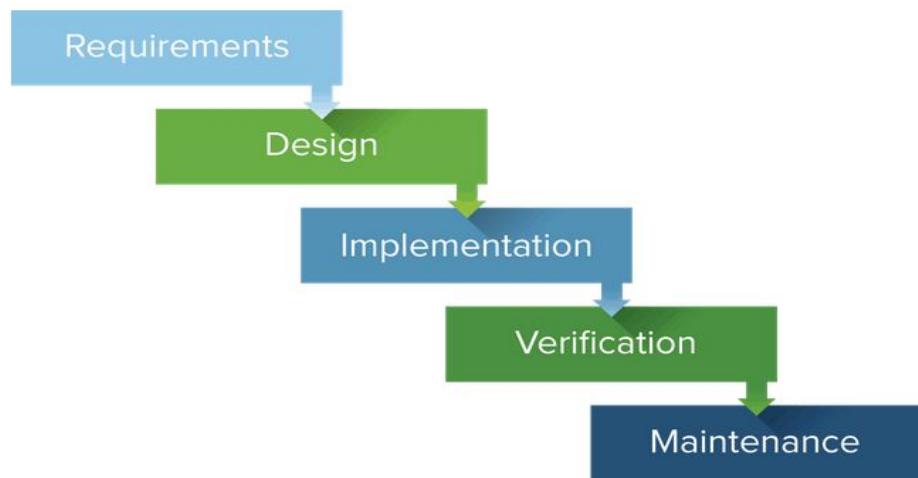 Requirements
Design
Implementation
Verification
Maintenance